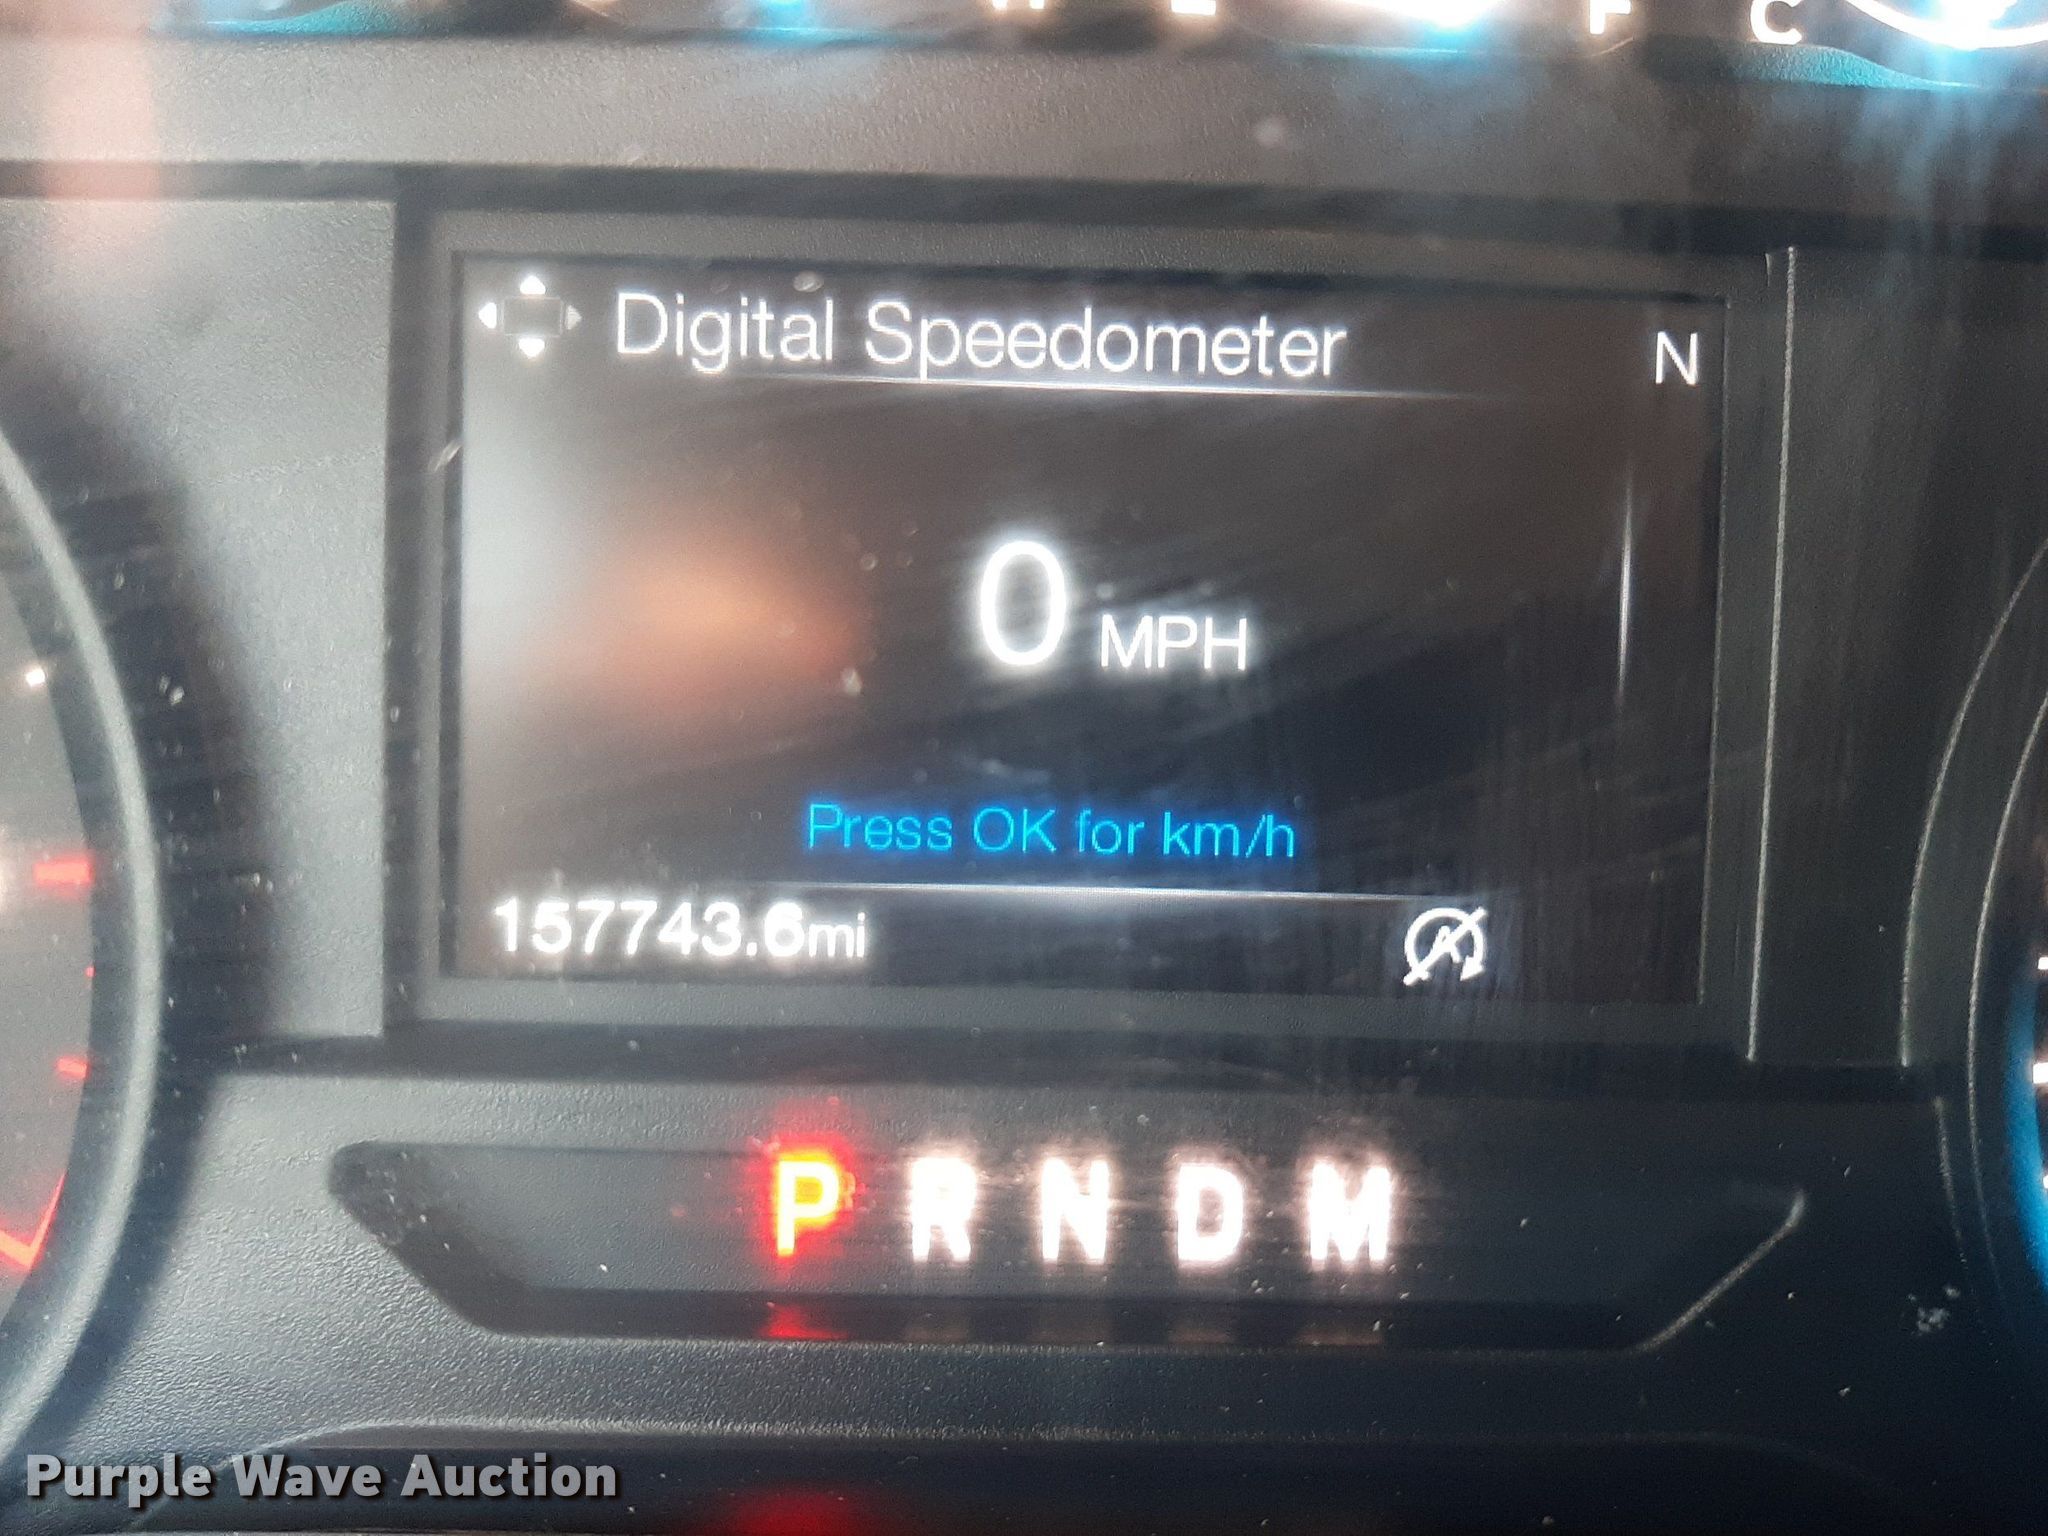 F C
Digital Speedometer N
0 MPH
Press OK for km/h
157743.6mi
P R N D M
Purple Wave Auction